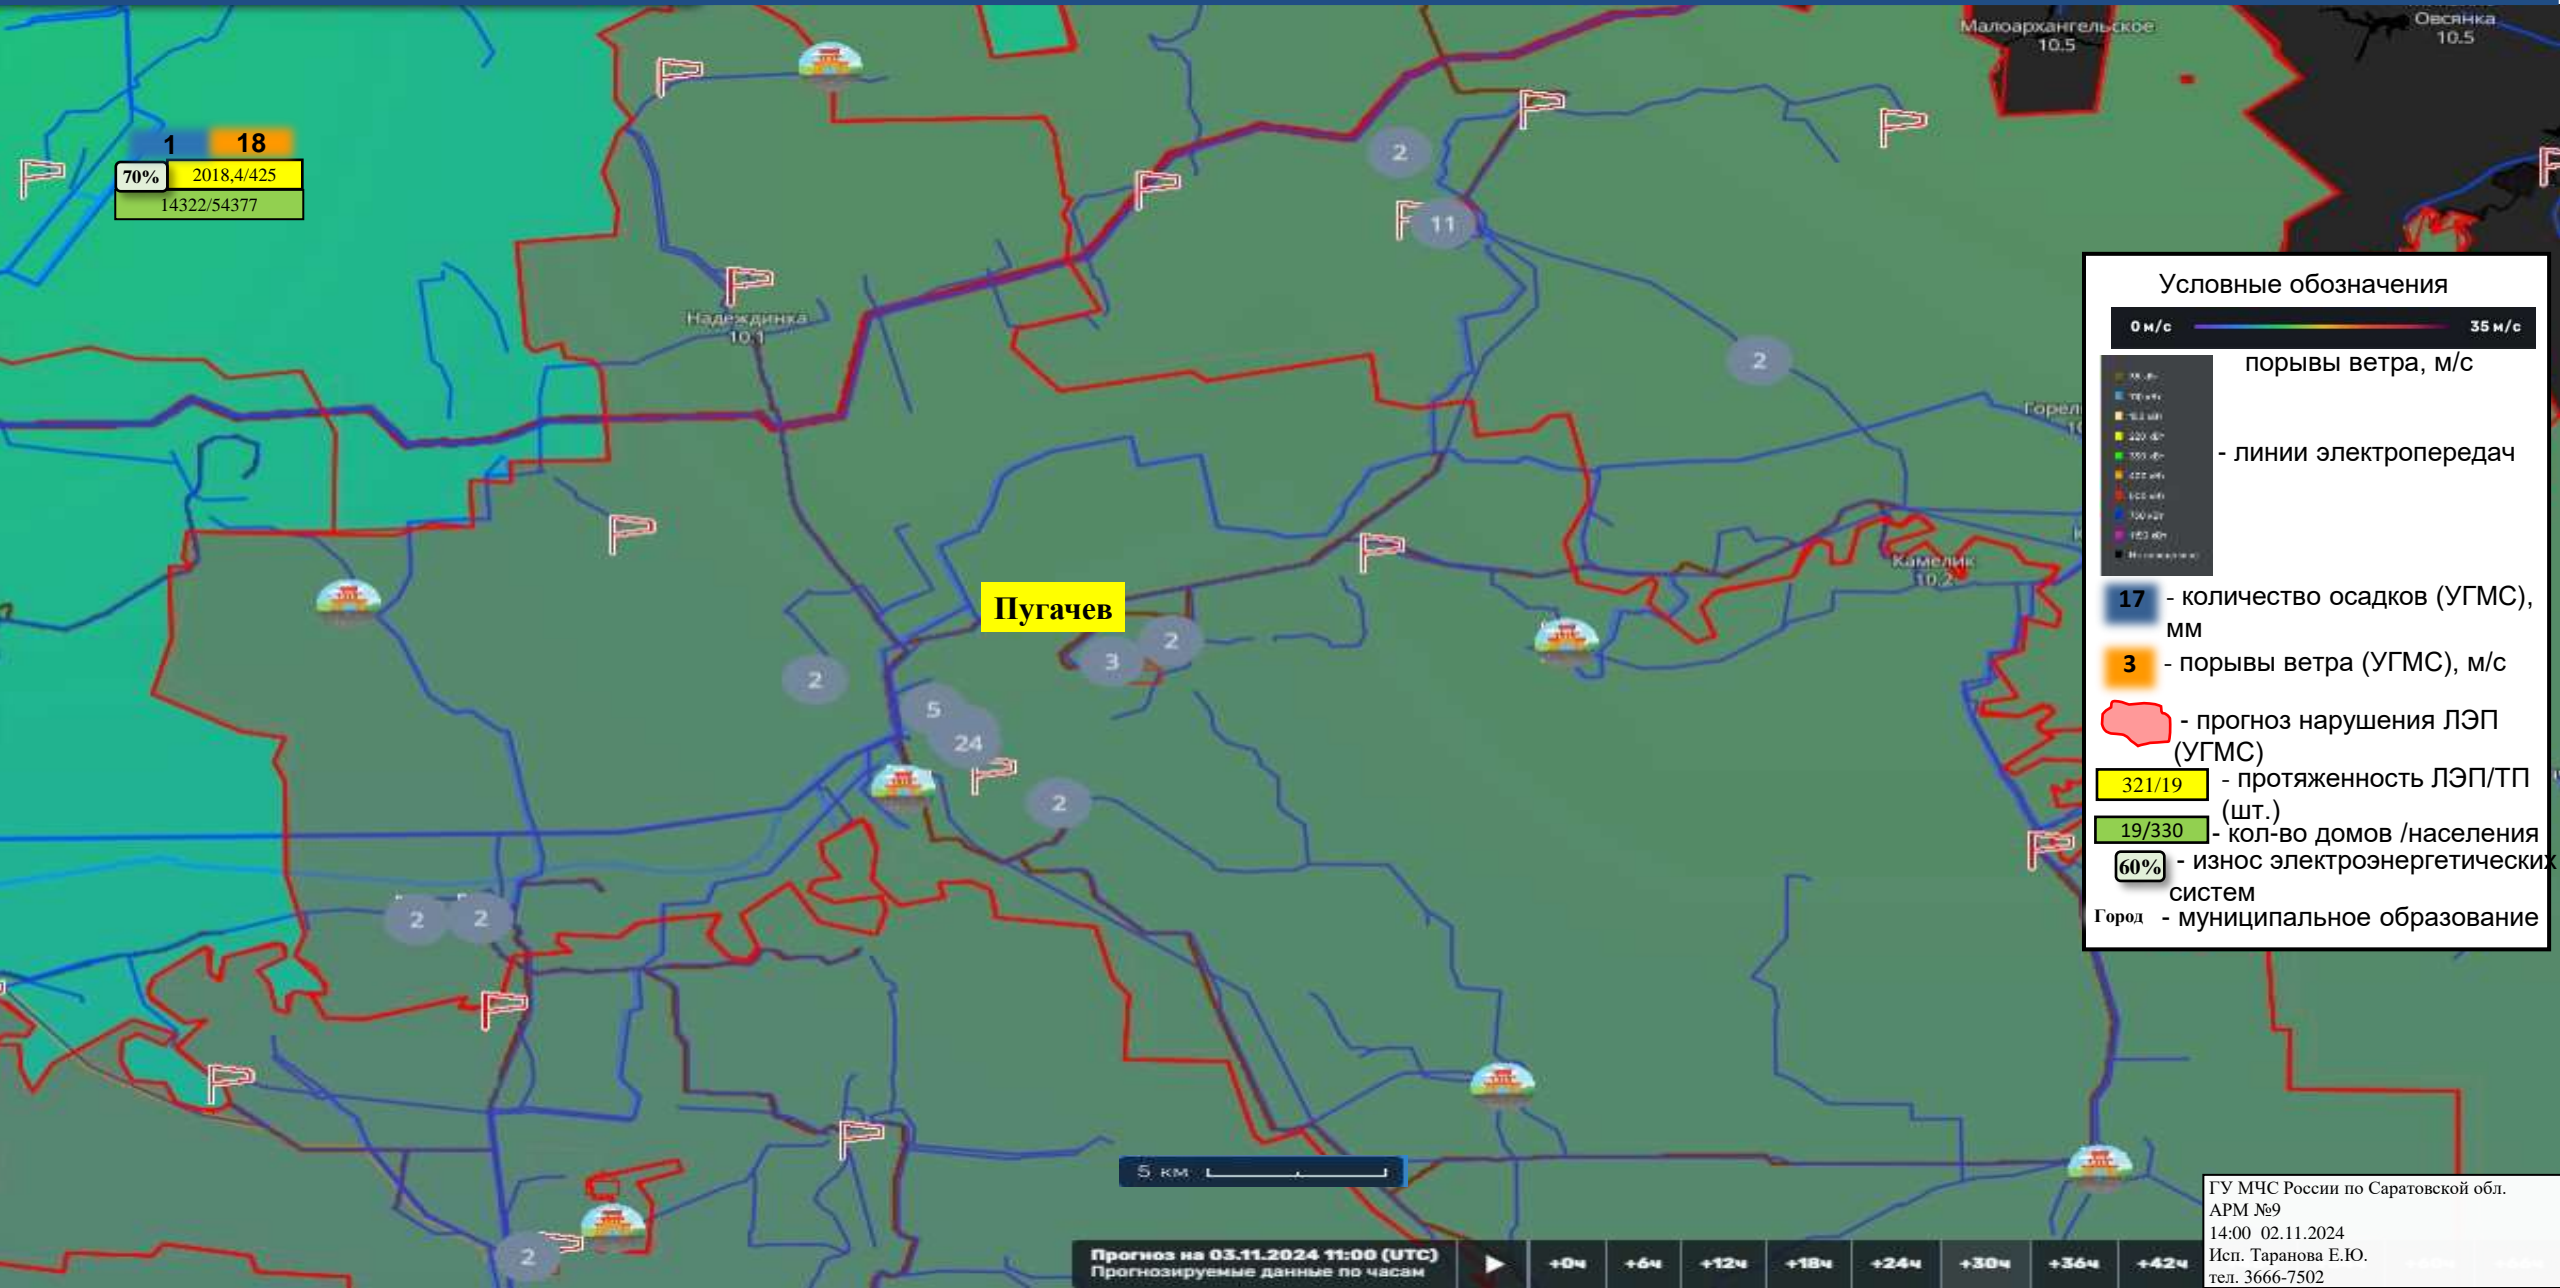 Малоархангельское
10.5
Овсянка
10.5
1 18
70% 2018,4/425
14322/54377
2
11
Надеждинка
10.1
2
Камелик
10.2
Пугачев
2
3
2
5
24
2
2
2
2
5 км
Прогноз на 03.11.2024 11:00 (UTC)
Прогнозируемые данные по часам
+0ч +6ч +12ч +18ч +24ч +30ч +36ч +42ч
Условные обозначения
0 м/с 35 м/с
порывы ветра, м/с
- линии электропередач
17 - количество осадков (УГМС),
мм
3 - порывы ветра (УГМС), м/с
- прогноз нарушения ЛЭП
(УГМС)
321/19 - протяженность ЛЭП/ТП
(шт.)
19/330 - кол-во домов /населения
60% - износ электроэнергетических
систем
Город - муниципальное образование
ГУ МЧС России по Саратовской обл.
АРМ №9
14:00 02.11.2024
Исп. Таранова Е.Ю.
тел. 3666-7502